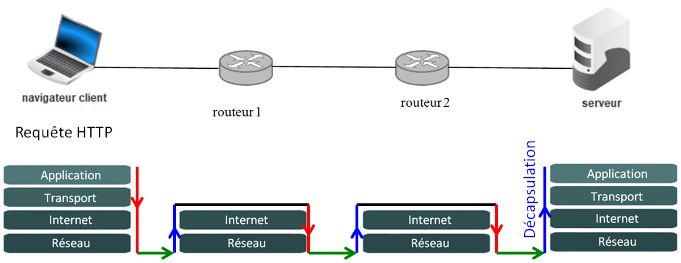 navigateur client
routeur 1
routeur 2
serveur
Requête HTTP
Application
Transport
Internet
Réseau
Internet
Réseau
Internet
Réseau
Décapsulation
Application
Transport
Internet
Réseau